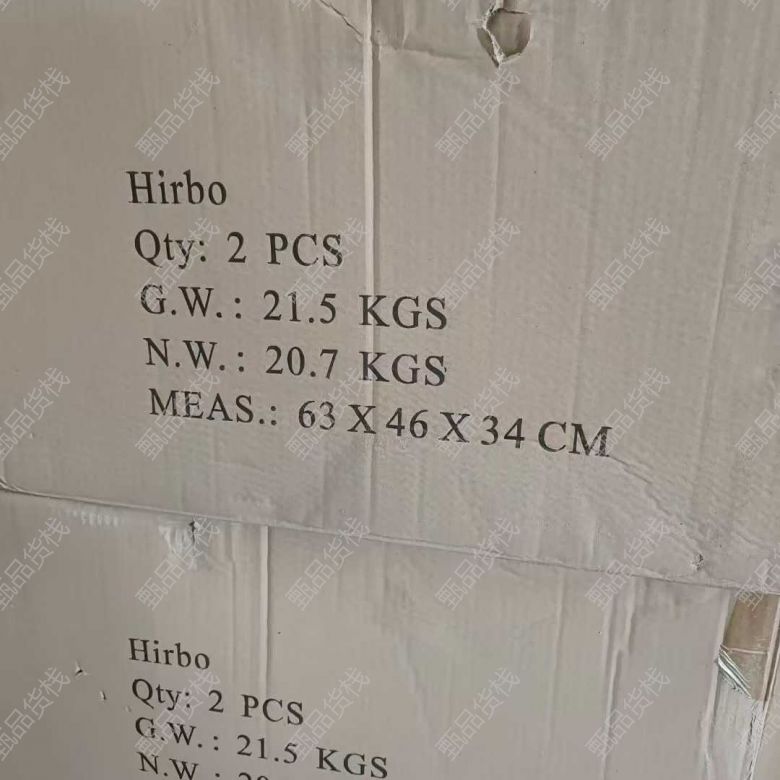 Hirbo
Qty: 2 PCS
G.W.: 21.5 KGS
N.W.: 20.7 KGS
MEAS.: 63 X 46 X 34 CM
Hirbo
Qty: 2 PCS
G.W.: 21.5 KGS
N.W.:
甄品货栈